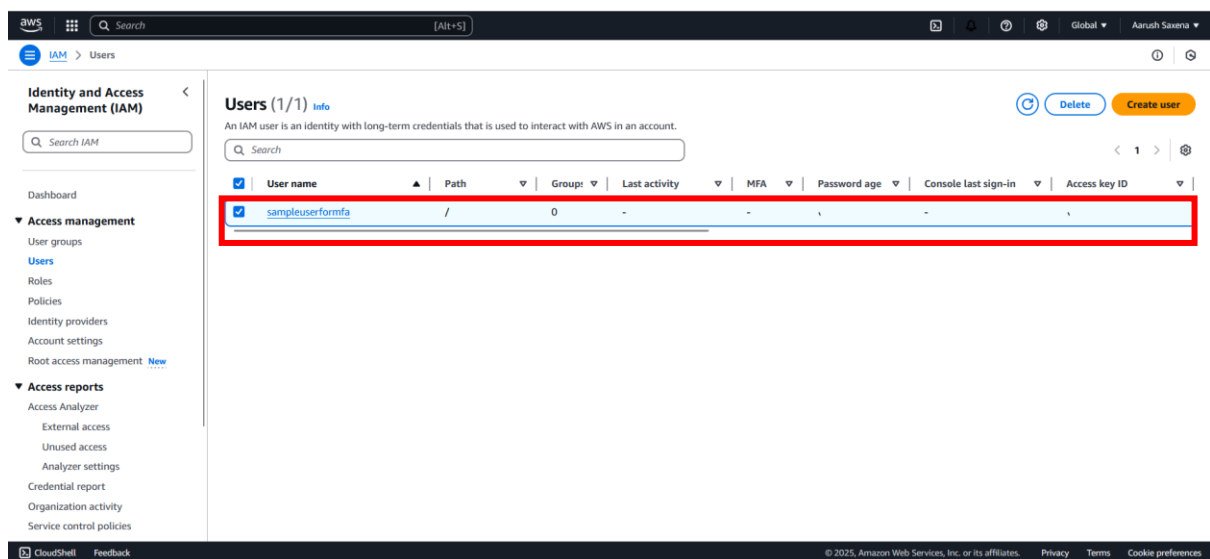 aws Search [Alt+S] Global ▼ Aarush Saxena ▼
IAM > Users
Identity and Access Management (IAM)
Search IAM
Dashboard
▼ Access management
User groups
Users
Roles
Policies
Identity providers
Account settings
Root access management New
▼ Access reports
Access Analyzer
External access
Unused access
Analyzer settings
Credential report
Organization activity
Service control policies
Users (1/1) Info
Delete Create user
An IAM user is an identity with long-term credentials that is used to interact with AWS in an account.
Search
< 1 >
User name ▲ Path ▼ Group: ▼ Last activity ▼ MFA ▼ Password age ▼ Console last sign-in ▼ Access key ID ▼
sampleuserformfa / 0 - - -
CloudShell Feedback © 2025, Amazon Web Services, Inc. or its affiliates. Privacy Terms Cookie preferences